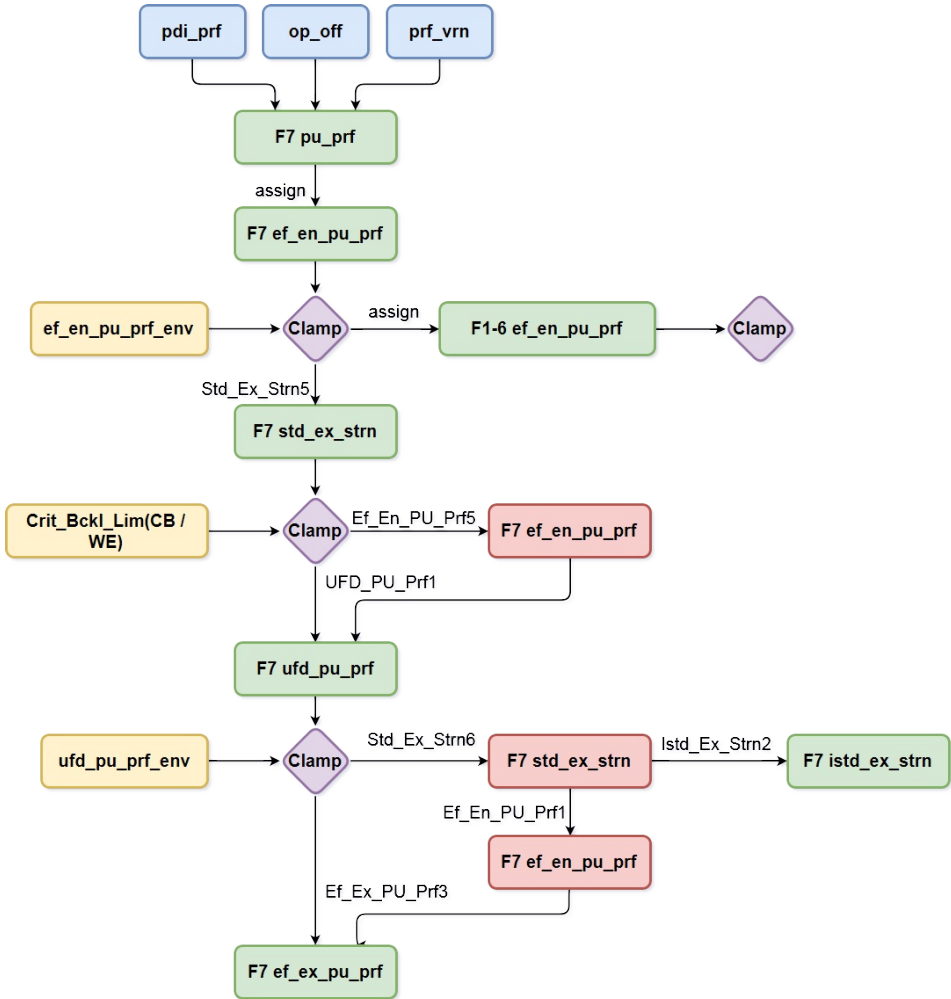 pdi_prf
op_off
prf_vrn
F7 pu_prf
assign
F7 ef_en_pu_prf
ef_en_pu_prf_env
Clamp
assign
F1-6 ef_en_pu_prf
Clamp
Std_Ex_Strn5
F7 std_ex_strn
Crit_Bckl_Lim(CB /
WE)
Clamp
Ef_En_PU_Prf5
F7 ef_en_pu_prf
UFD_PU_Prf1
F7 ufd_pu_prf
ufd_pu_prf_env
Clamp
Std_Ex_Strn6
F7 std_ex_strn
Istd_Ex_Strn2
F7 istd_ex_strn
Ef_En_PU_Prf1
F7 ef_en_pu_prf
Ef_Ex_PU_Prf3
F7 ef_ex_pu_prf